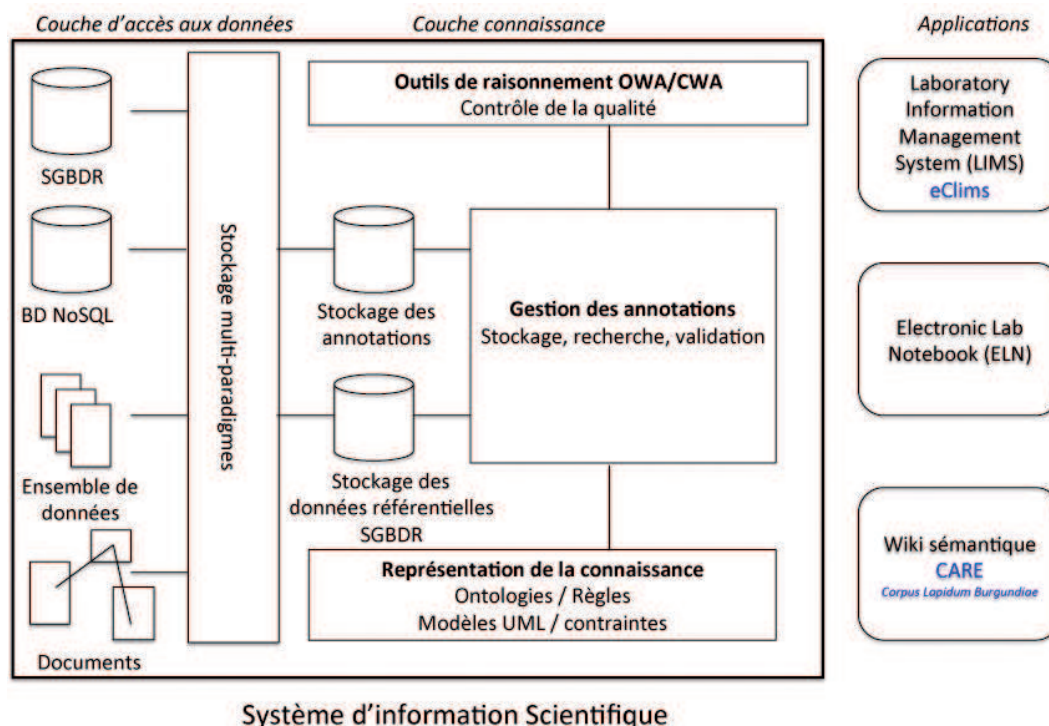 Couche d'accès aux données
Couche connaissance
Applications
SGBDR
BD NoSQL
Ensemble de
données
Documents
Stockage multi-paradigmes
Outils de raisonnement OWA/CWA
Contrôle de la qualité
Stockage des
annotations
Stockage des
données référentielles
SGBDR
Gestion des annotations
Stockage, recherche, validation
Représentation de la connaissance
Ontologies / Règles
Modèles UML / contraintes
Laboratory
Information
Management
System (LIMS)
eClims
Electronic Lab
Notebook (ELN)
Wiki sémantique
CARE
Corpus Lapidum Burgundiae
Système d'information Scientifique